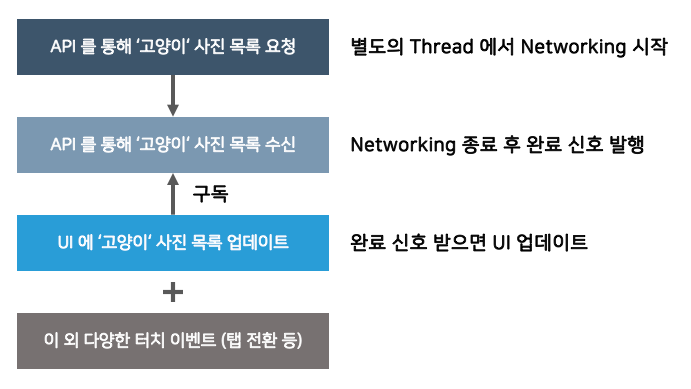 API 를 통해 ‘고양이‘ 사진 목록 요청
별도의 Thread 에서 Networking 시작
API 를 통해 ‘고양이‘ 사진 목록 수신
Networking 종료 후 완료 신호 발행
구독
UI 에 ‘고양이‘ 사진 목록 업데이트
완료 신호 받으면 UI 업데이트
+
이 외 다양한 터치 이벤트 (탭 전환 등)